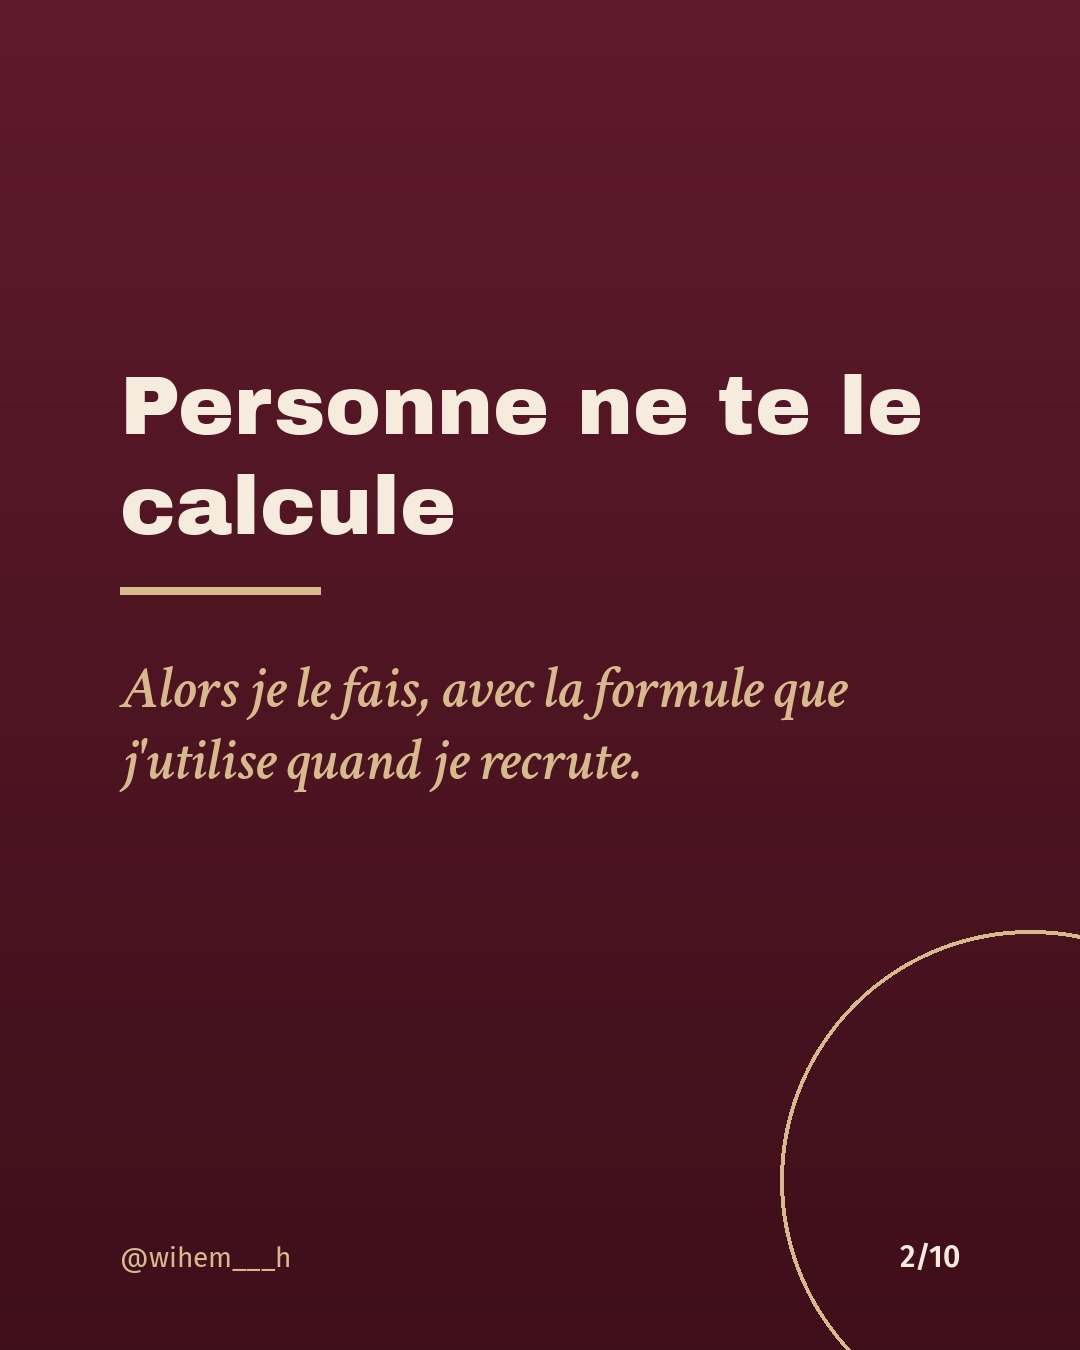 Personne ne te le
calcule
Alors je le fais, avec la formule que
j'utilise quand je recrute.
@wihem___h
2/10